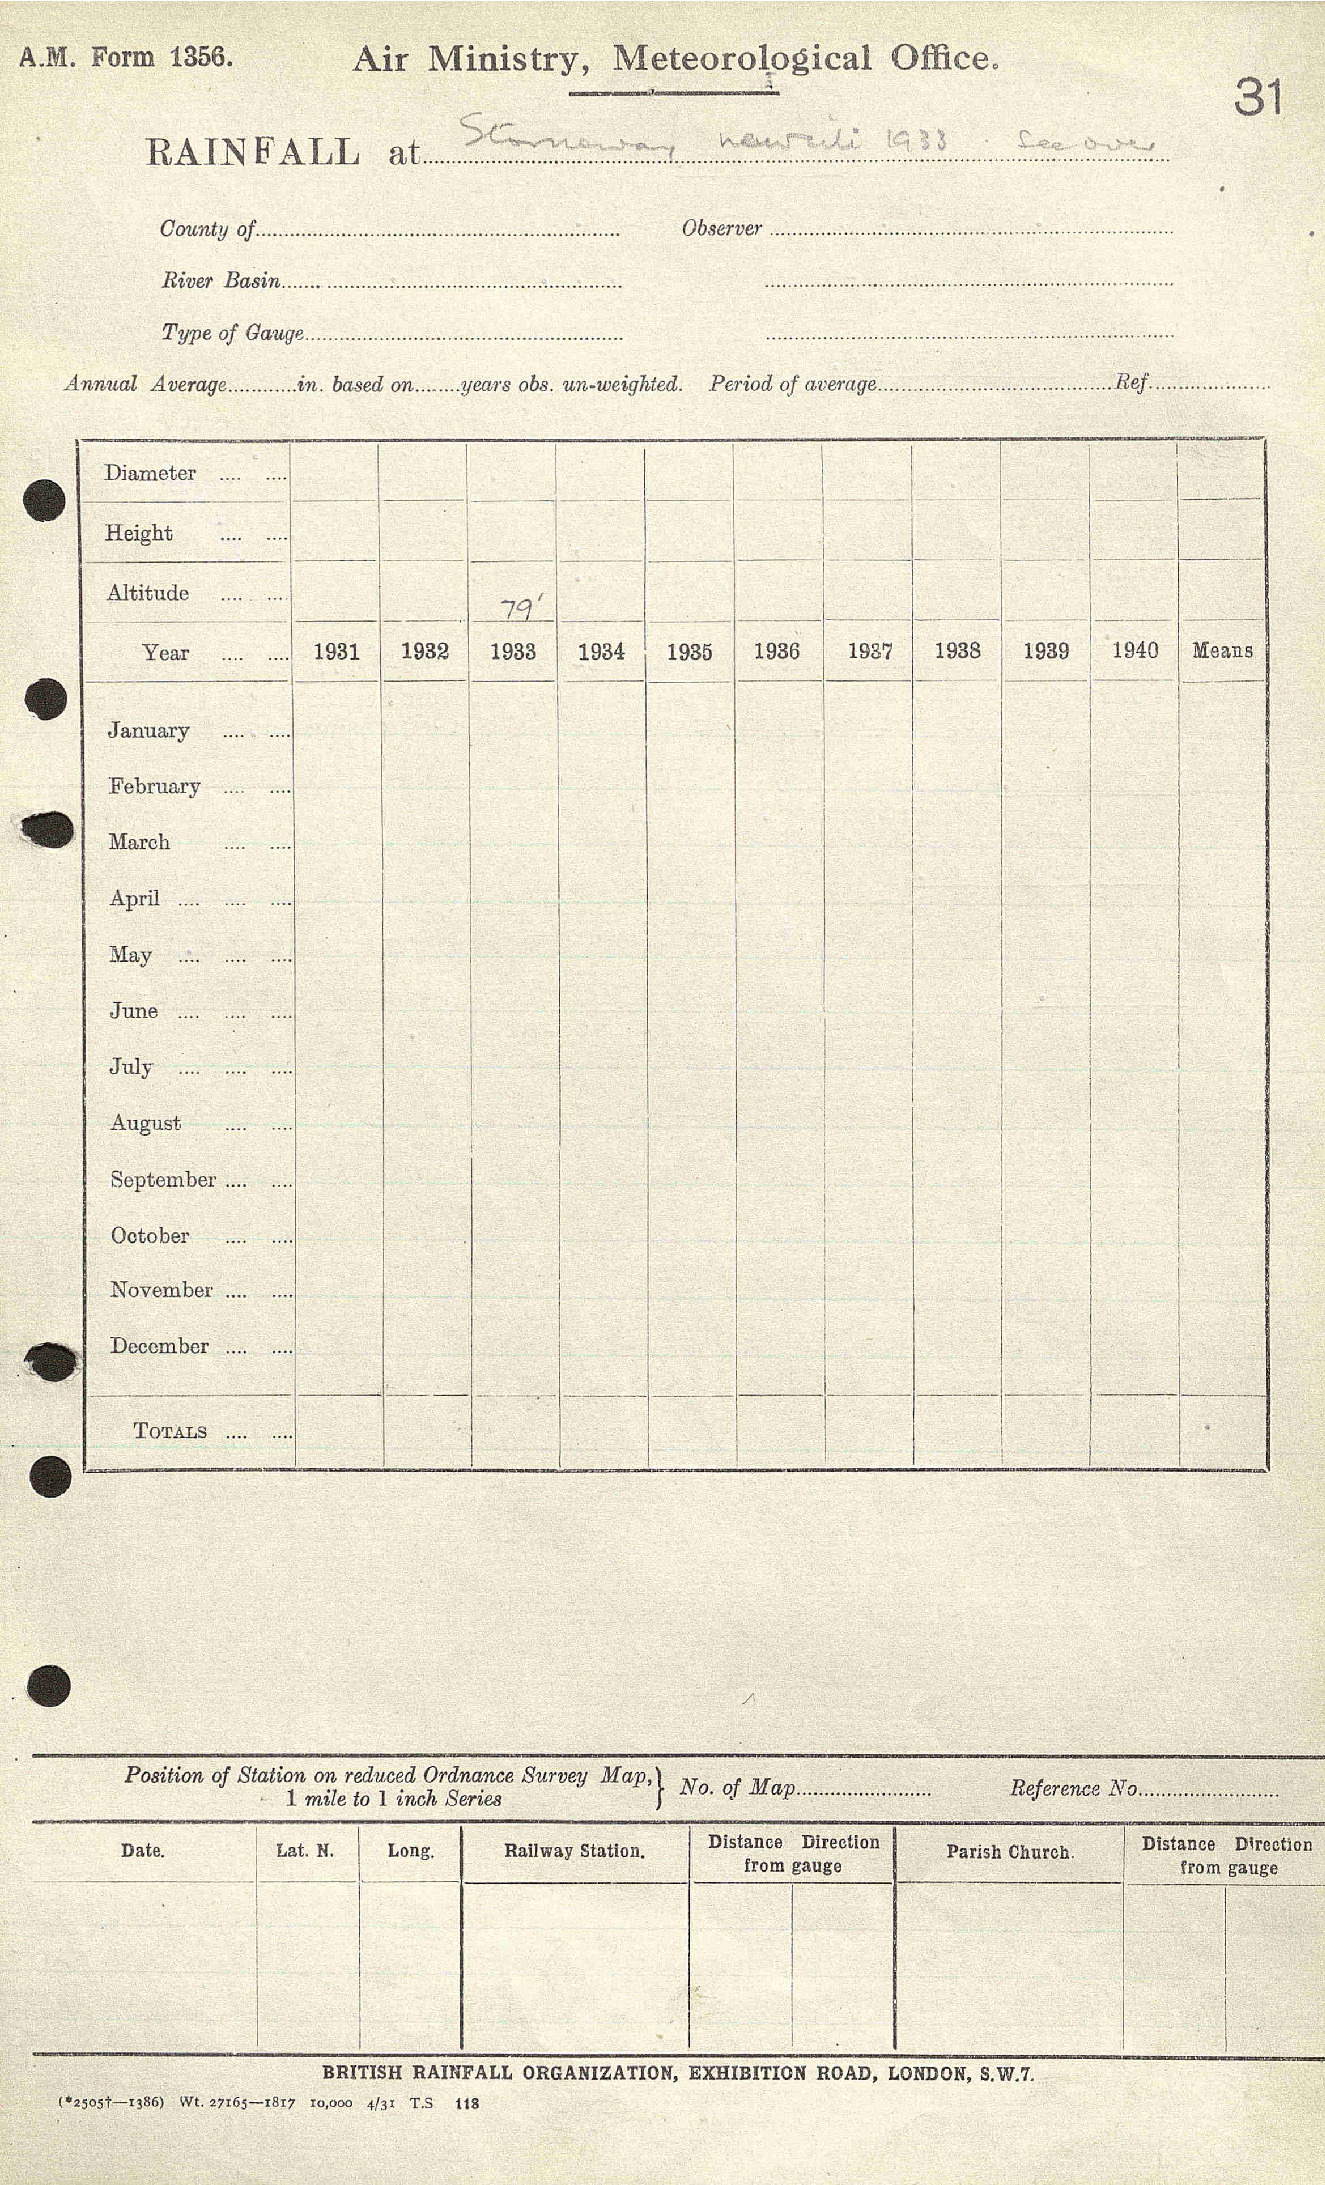 A.M. Form 1356.
Air Ministry, Meteorological Office.
31
RAINFALL at Stornoway new site 1933 See over
County of
Observer
River Basin
Type of Gauge
Annual Average in. based on years obs. un-weighted. Period of average Ref.
Diameter
Height
Altitude 79'
Year 1931 1932 1933 1934 1935 1936 1937 1938 1939 1940 Means
January
February
March
April
May
June
July
August
September
October
November
December
TOTALS
Position of Station on reduced Ordnance Survey Map, } No. of Map Reference No.
1 mile to 1 inch Series
Date. Lat. N. Long. Railway Station. Distance Direction from gauge Parish Church. Distance Direction from gauge
BRITISH RAINFALL ORGANIZATION, EXHIBITION ROAD, LONDON, S.W.7.
(*2505†—1386) Wt. 27165—1817 10,000 4/31 T.S 118